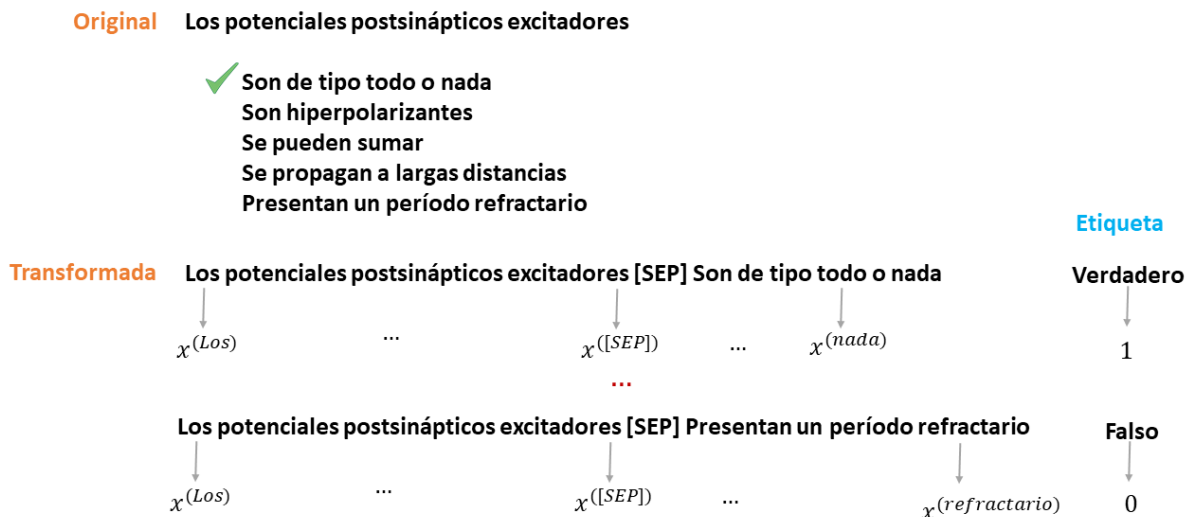 Original Los potenciales postsinápticos excitadores
Son de tipo todo o nada
Son hiperpolarizantes
Se pueden sumar
Se propagan a largas distancias
Presentan un período refractario
Etiqueta
Transformada Los potenciales postsinápticos excitadores [SEP] Son de tipo todo o nada Verdadero
x^(Los) ... x^([SEP]) ... x^(nada) 1
...
Los potenciales postsinápticos excitadores [SEP] Presentan un período refractario Falso
x^(Los) ... x^([SEP]) ... x^(refractario) 0